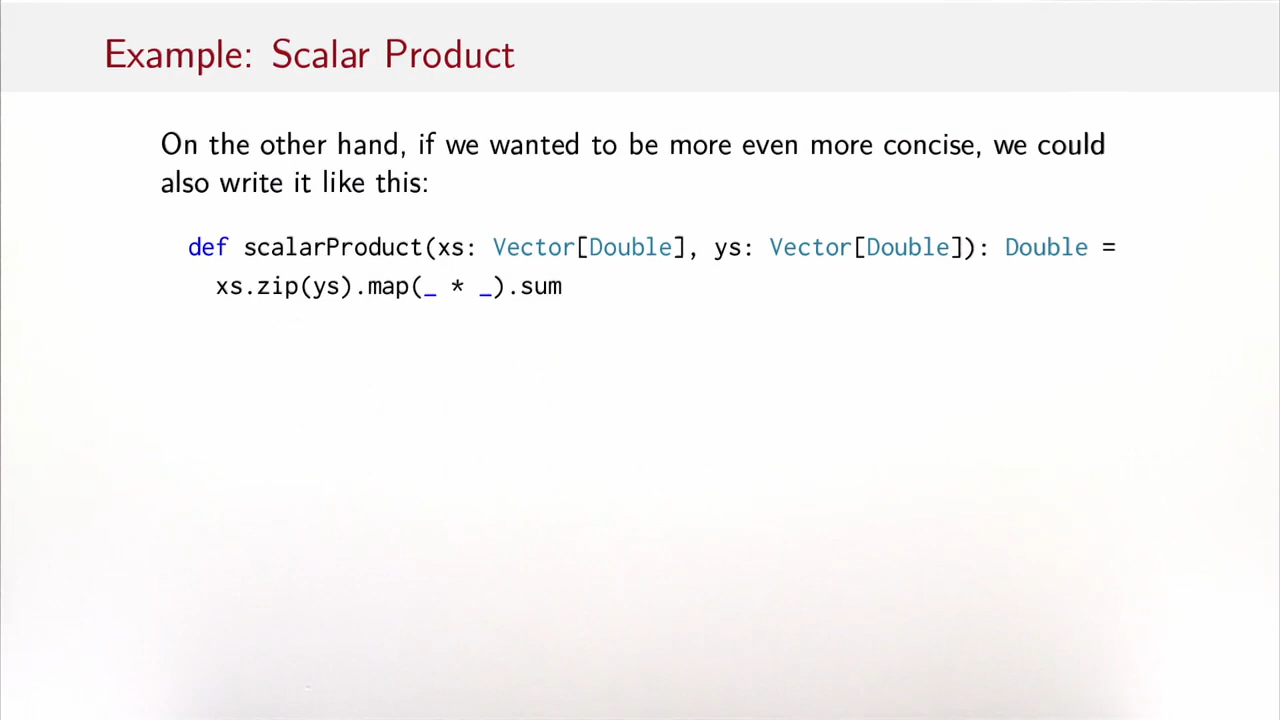 Example: Scalar Product
On the other hand, if we wanted to be more even more concise, we could
also write it like this:
def scalarProduct(xs: Vector[Double], ys: Vector[Double]): Double =
xs.zip(ys).map(_ * _).sum